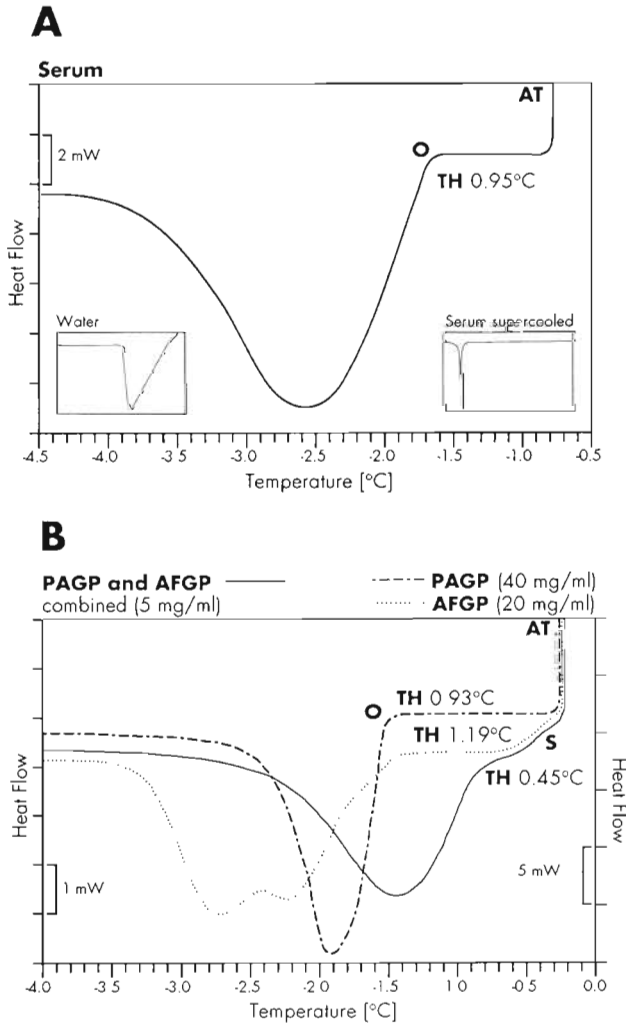 A
Serum
AT
2 mW
O
TH 0.95°C
Heat Flow
Water
Serum supercooled
-4.5 -4.0 -3 5 -3.0 -2.5 -2.0 -1.5 -1.0 -0.5
Temperature [°C]
B
PAGP and AFGP
combined (5 mg/ml)
PAGP (40 mg/ml)
AFGP (20 mg/ml)
AT
O
TH 0 93°C
TH 1.19°C
S
TH 0.45°C
Heat Flow
Heat Flow
1 mW
5 mW
-4.0 -3.5 -3.0 -2.5 -2 0 -1.5 -1 0 -0.5 0.0
Temperature [°C]